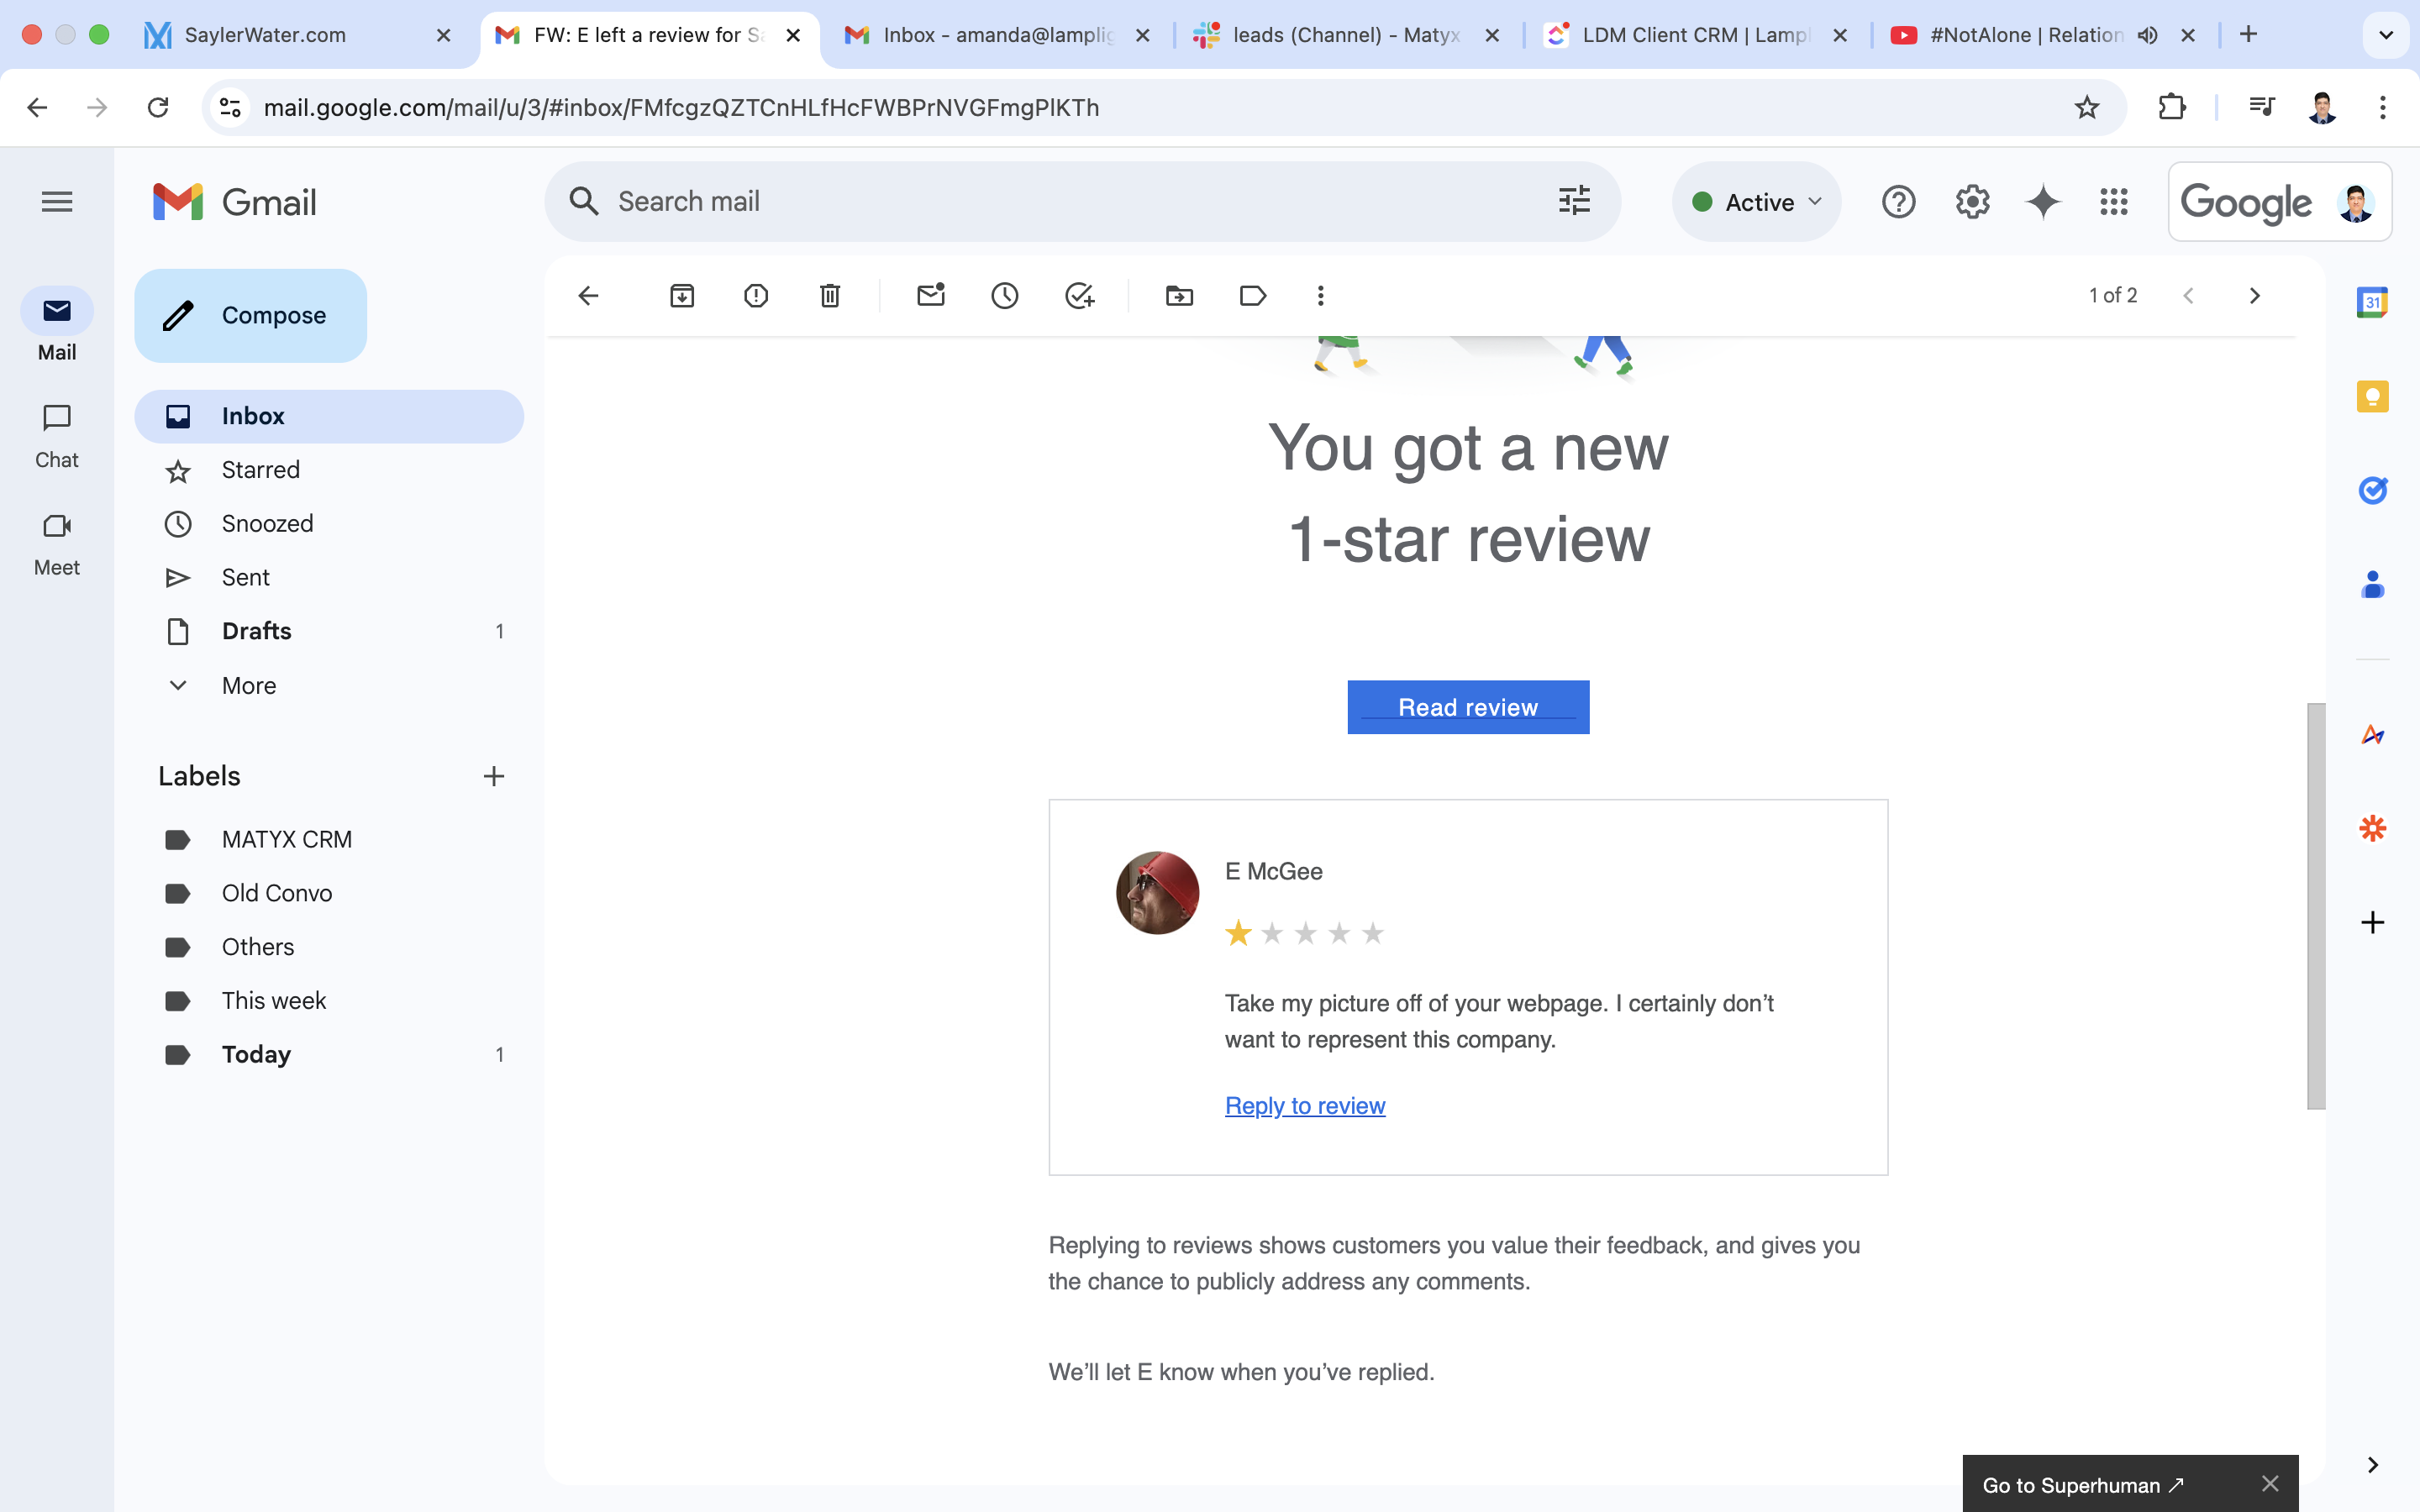 SaylerWater.com
FW: E left a review for Sa
Inbox - amanda@lamplig
leads (Channel) - Matyx
LDM Client CRM | Lampl
#NotAlone | Relation
mail.google.com/mail/u/3/#inbox/FMfcgzQZTCnHLfHcFWBPrNVGFmgPlKTh
Gmail
Search mail
Active
Google
Compose
1 of 2
31
Mail
Chat
Meet
Inbox
Starred
Snoozed
Sent
Drafts 1
More
Labels
MATYX CRM
Old Convo
Others
This week
Today 1
You got a new
1-star review
Read review
E McGee
Take my picture off of your webpage. I certainly don’t
want to represent this company.
Reply to review
Replying to reviews shows customers you value their feedback, and gives you
the chance to publicly address any comments.
We’ll let E know when you’ve replied.
Go to Superhuman ↗